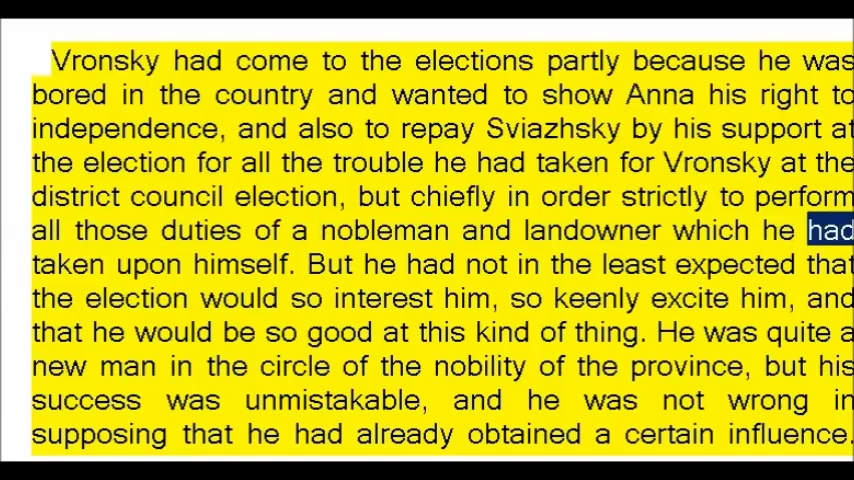 Vronsky had come to the elections partly because he was
bored in the country and wanted to show Anna his right to
independence, and also to repay Sviazhsky by his support at
the election for all the trouble he had taken for Vronsky at the
district council election, but chiefly in order strictly to perform
all those duties of a nobleman and landowner which he had
taken upon himself. But he had not in the least expected that
the election would so interest him, so keenly excite him, and
that he would be so good at this kind of thing. He was quite a
new man in the circle of the nobility of the province, but his
success was unmistakable, and he was not wrong in
supposing that he had already obtained a certain influence.